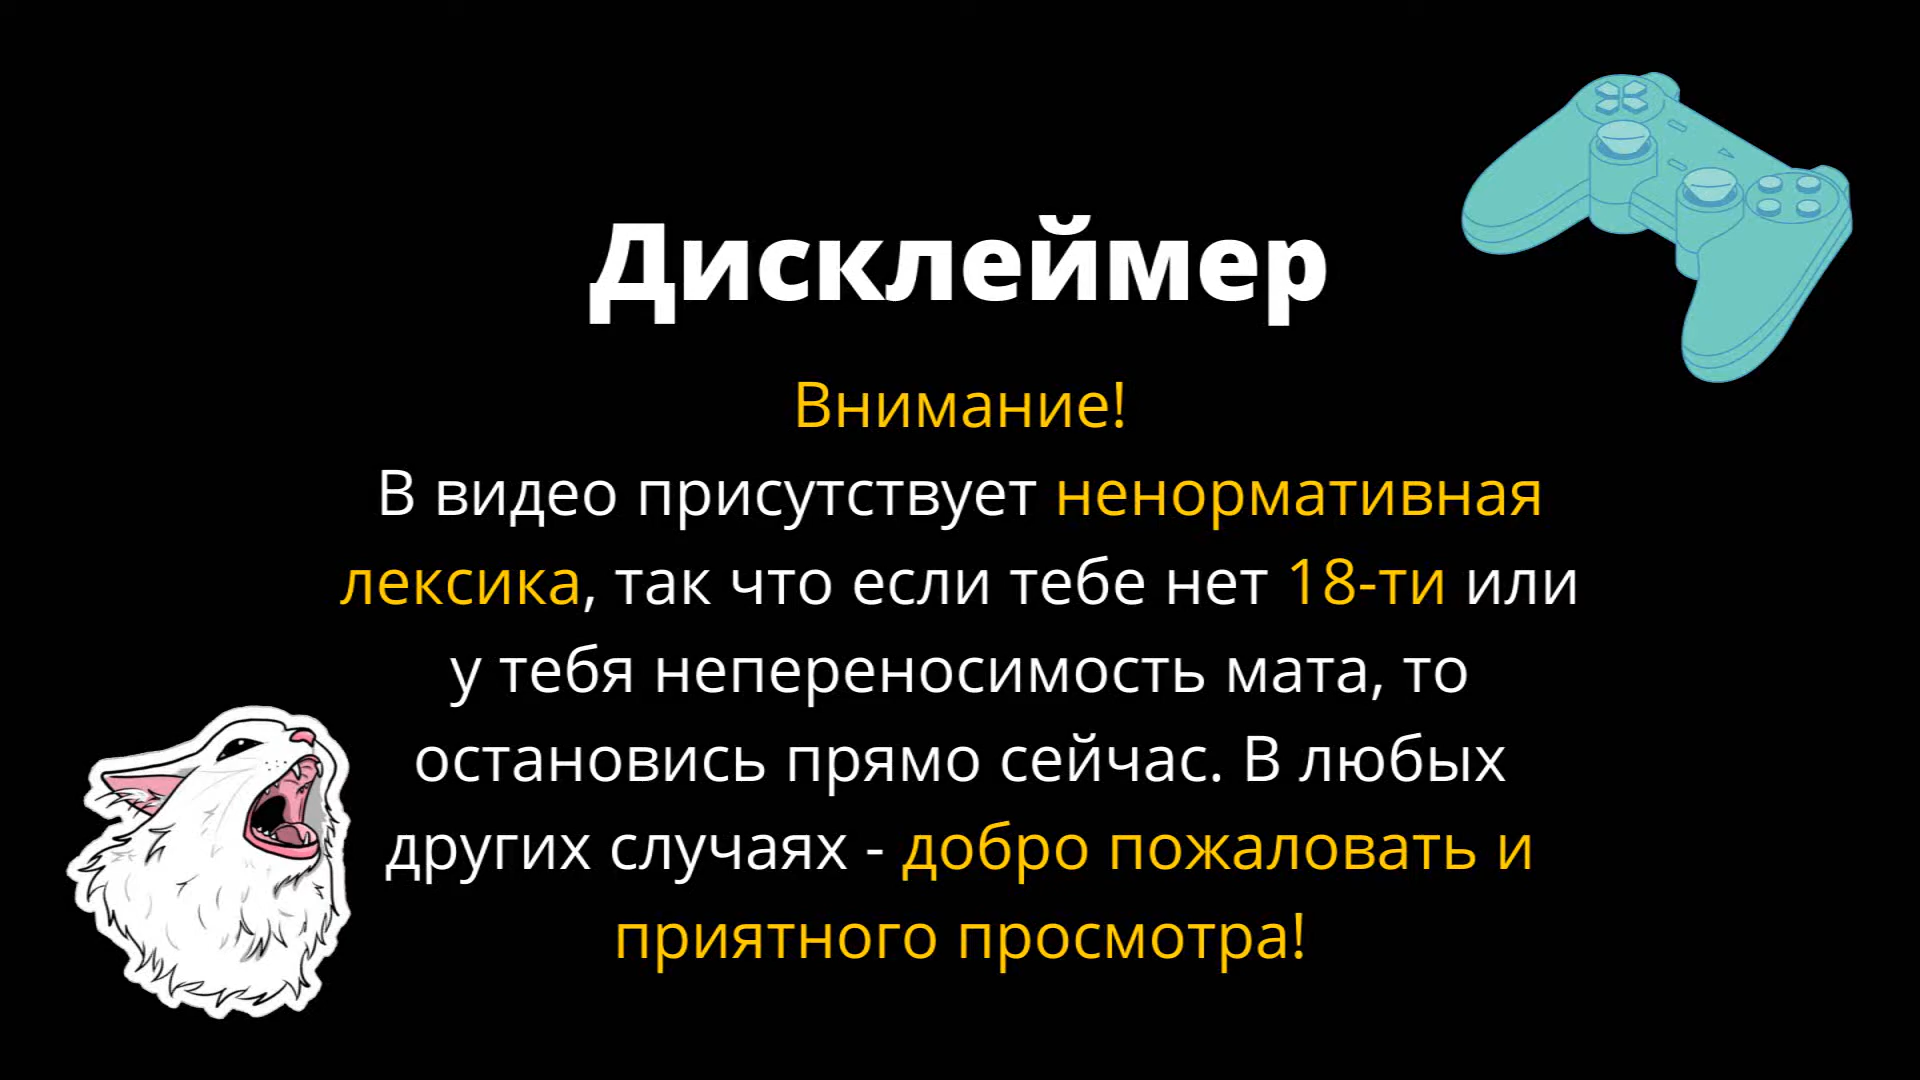 Дисклеймер
Внимание!
В видео присутствует ненормативная
лексика, так что если тебе нет 18-ти или
у тебя непереносимость мата, то
остановись прямо сейчас. В любых
других случаях - добро пожаловать и
приятного просмотра!